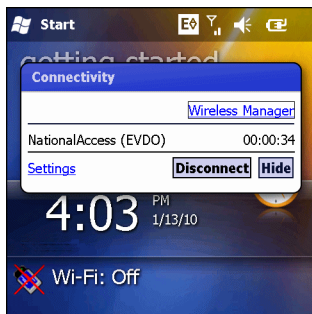 Start E
getting started
Connectivity
Wireless Manager
NationalAccess (EVDO) 00:00:34
Settings Disconnect Hide
4:03 PM
1/13/10
Wi-Fi: Off